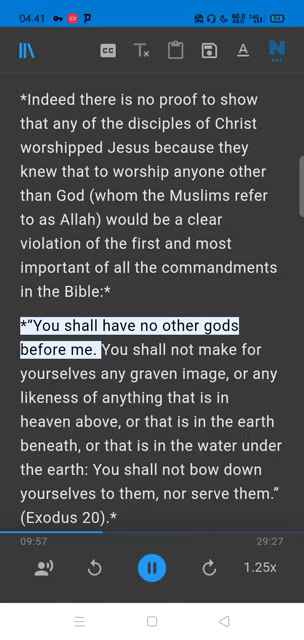 04.41
CC
*Indeed there is no proof to show
that any of the disciples of Christ
worshipped Jesus because they
knew that to worship anyone other
than God (whom the Muslims refer
to as Allah) would be a clear
violation of the first and most
important of all the commandments
in the Bible:*
*“You shall have no other gods
before me. You shall not make for
yourselves any graven image, or any
likeness of anything that is in
heaven above, or that is in the earth
beneath, or that is in the water under
the earth: You shall not bow down
yourselves to them, nor serve them.”
(Exodus 20).*
09:57 29:27
1.25x